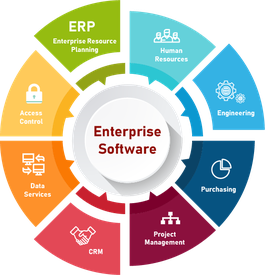 ERP
Enterprise Resource
Planning
Human
Resources
Engineering
Purchasing
Project
Management
CRM
Data
Services
Access
Control
Enterprise
Software